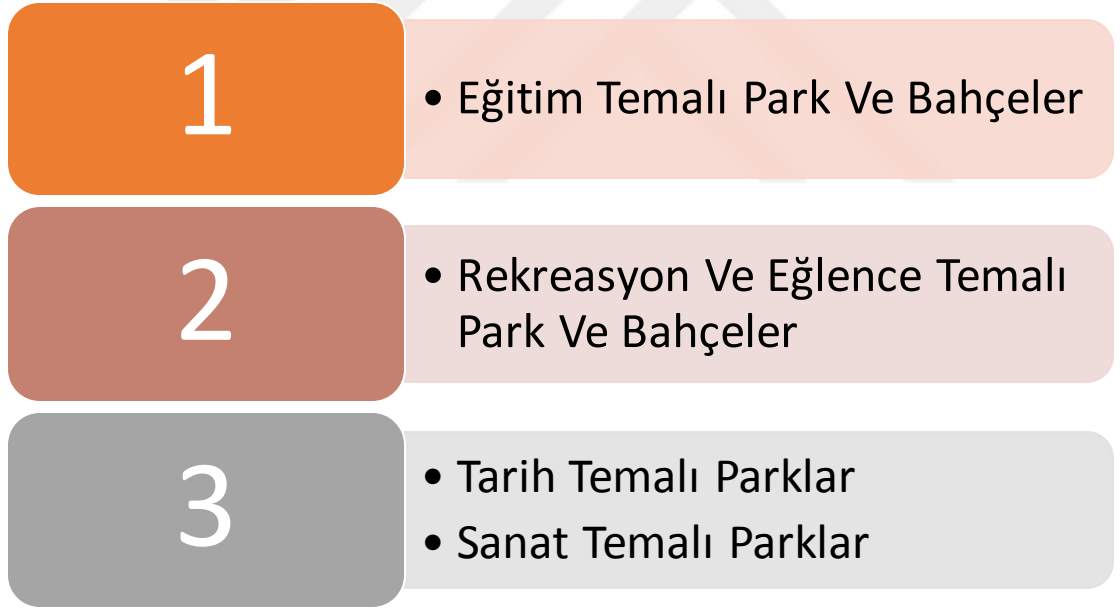 1
• Eğitim Temalı Park Ve Bahçeler
2
• Rekreasyon Ve Eğlence Temalı
Park Ve Bahçeler
3
• Tarih Temalı Parklar
• Sanat Temalı Parklar